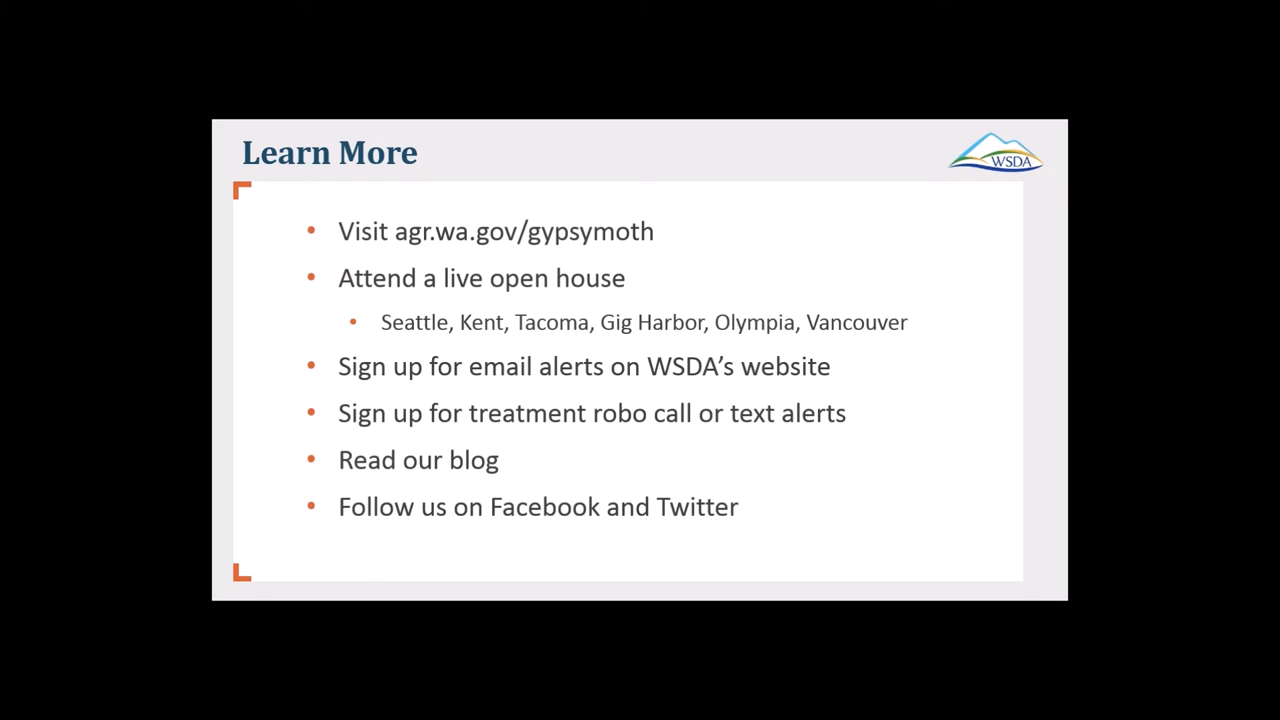 Learn More
WSDA
• Visit agr.wa.gov/gypsymoth
• Attend a live open house
• Seattle, Kent, Tacoma, Gig Harbor, Olympia, Vancouver
• Sign up for email alerts on WSDA’s website
• Sign up for treatment robo call or text alerts
• Read our blog
• Follow us on Facebook and Twitter